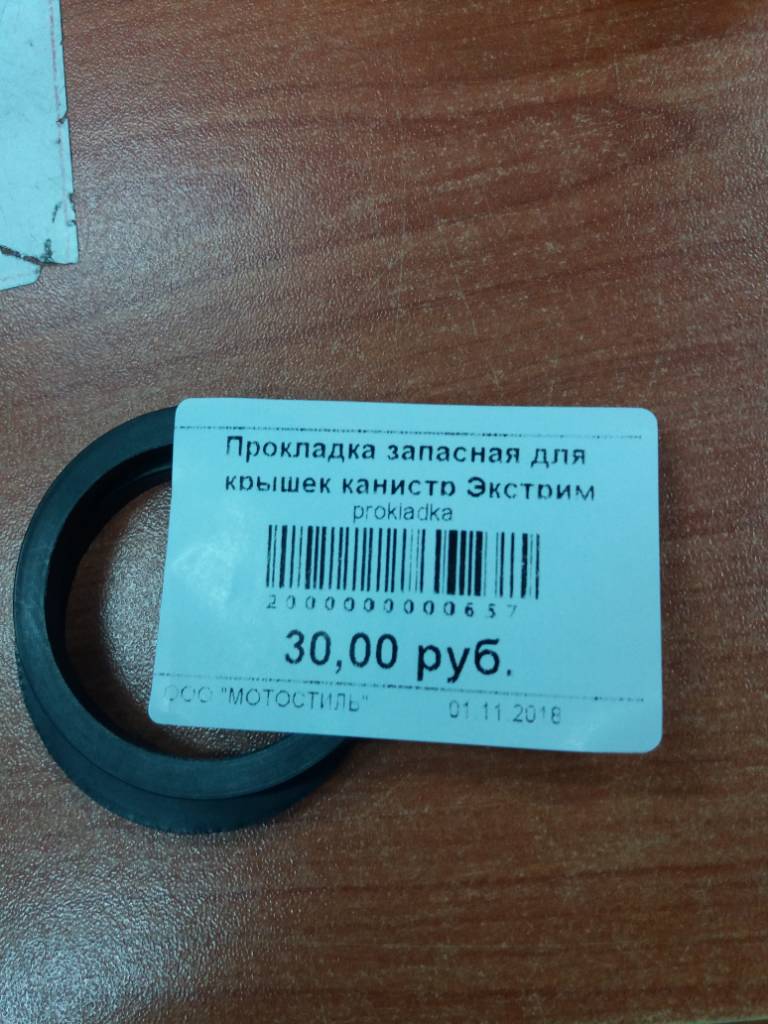 Прокладка запасная для
крышек канистр Экстрим
prokladka
2000000000657
30,00 руб.
ООО "МОТОСТИЛЬ" 01.11.2018